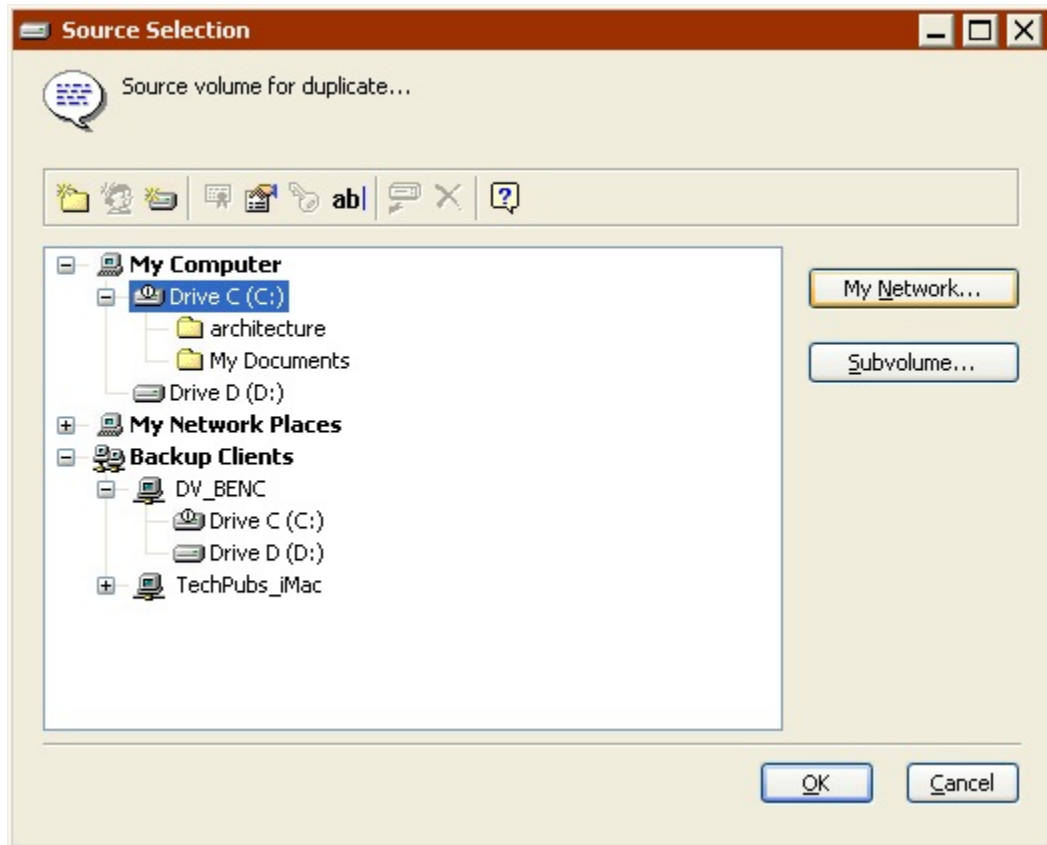 Source Selection
Source volume for duplicate...
ab|
My Computer
Drive C (C:)
architecture
My Documents
Drive D (D:)
My Network Places
Backup Clients
DV_BENC
Drive C (C:)
Drive D (D:)
TechPubs_iMac
My Network...
Subvolume...
OK
Cancel